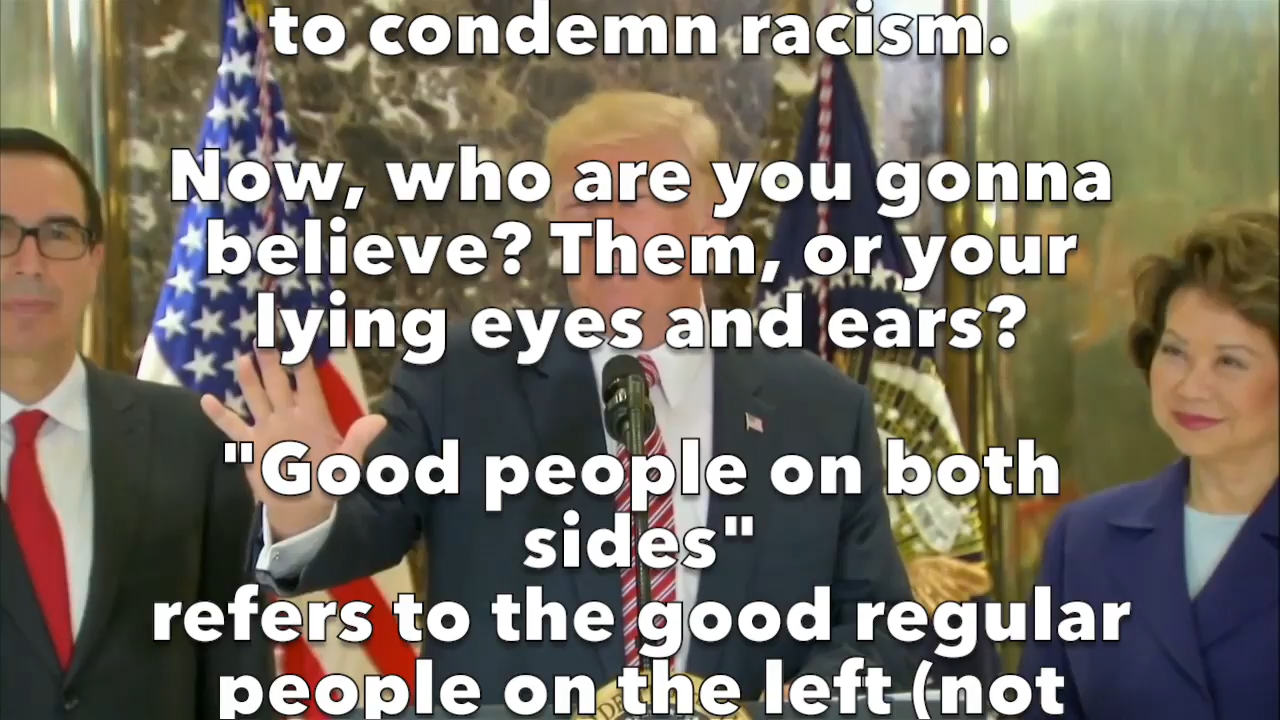 to condemn racism.
Now, who are you gonna
believe? Them, or your
lying eyes and ears?
"Good people on both
sides"
refers to the good regular
people on the left (not